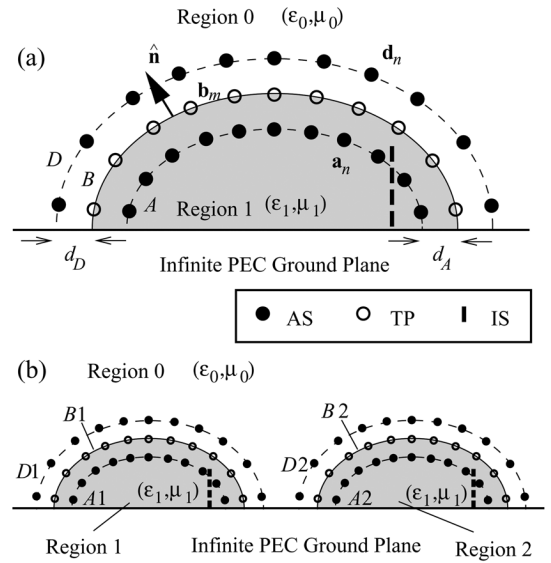 Region 0 (ε₀,μ₀)
(a)
n̂
dₙ
bₘ
D
B
A
aₙ
Region 1 (ε₁,μ₁)
d_D
d_A
Infinite PEC Ground Plane
AS TP IS
(b)
Region 0 (ε₀,μ₀)
B1
B2
D1
D2
A1
(ε₁,μ₁)
A2
(ε₁,μ₁)
Region 1
Infinite PEC Ground Plane
Region 2